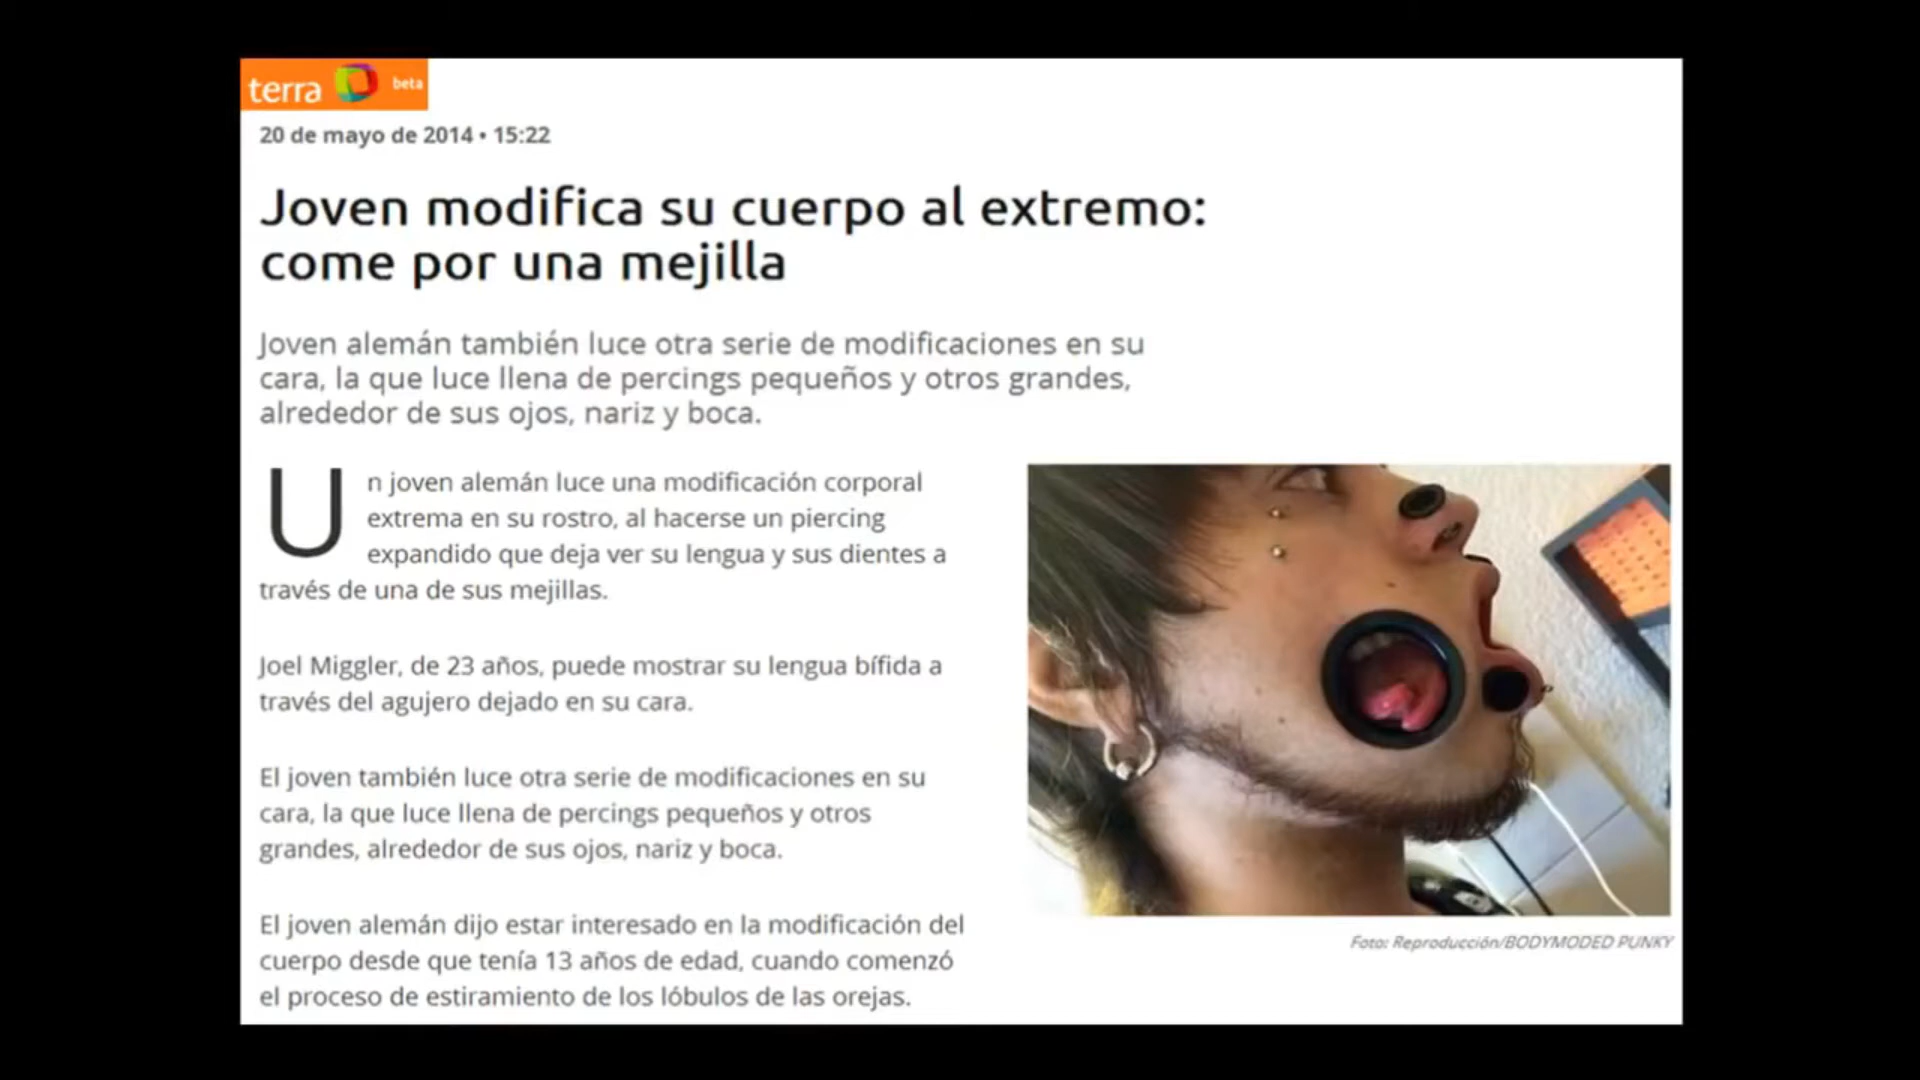 terra beta
20 de mayo de 2014 • 15:22
Joven modifica su cuerpo al extremo:
come por una mejilla
Joven alemán también luce otra serie de modificaciones en su
cara, la que luce llena de percings pequeños y otros grandes,
alrededor de sus ojos, nariz y boca.
Un joven alemán luce una modificación corporal
extrema en su rostro, al hacerse un piercing
expandido que deja ver su lengua y sus dientes a
través de una de sus mejillas.
Joel Miggler, de 23 años, puede mostrar su lengua bífida a
través del agujero dejado en su cara.
El joven también luce otra serie de modificaciones en su
cara, la que luce llena de percings pequeños y otros
grandes, alrededor de sus ojos, nariz y boca.
El joven alemán dijo estar interesado en la modificación del
cuerpo desde que tenía 13 años de edad, cuando comenzó
el proceso de estiramiento de los lóbulos de las orejas.
Foto: Reproducción/BODYMODED PUNKY